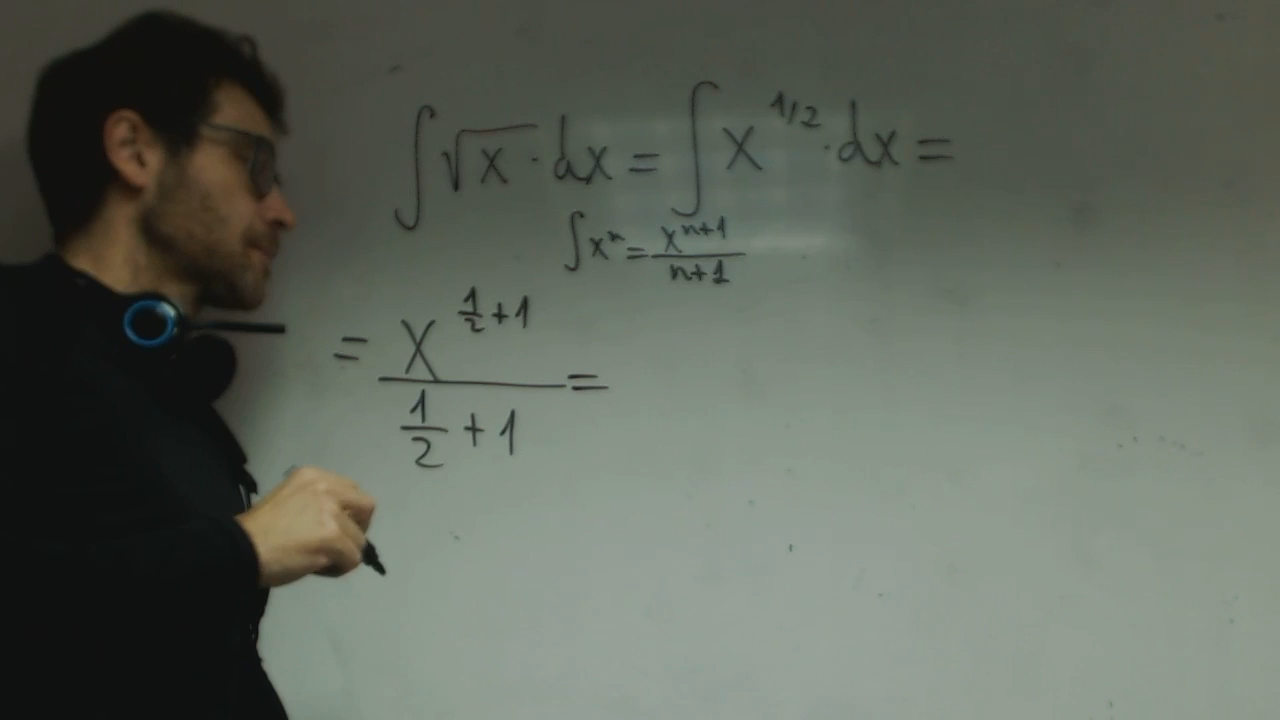 ∫√x · dx = ∫x^1/2 · dx =
∫x^n = x^n+1 / n+1
= x^1/2+1 / 1/2+1 =